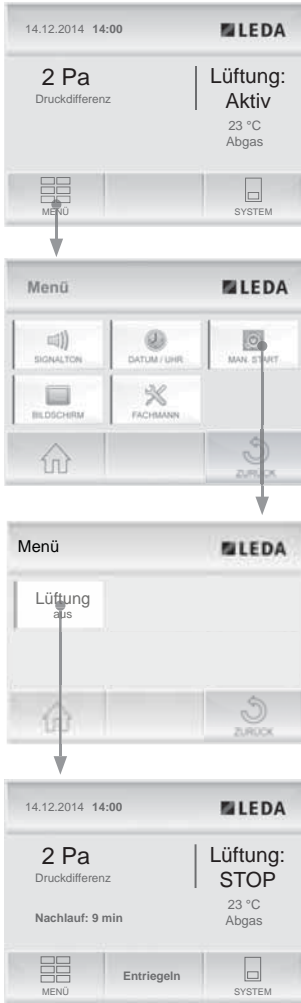 14.12.2014 14:00 LEDA
2 Pa
Druckdifferenz
Lüftung:
Aktiv
23 °C
Abgas
MENÜ
SYSTEM
Menü LEDA
SIGNALTON DATUM / UHR MAN. START
BILDSCHIRM FACHMANN
ZURÜCK
Menü LEDA
Lüftung
aus
ZURÜCK
14.12.2014 14:00 LEDA
2 Pa
Druckdifferenz
Nachlauf: 9 min
Lüftung:
STOP
23 °C
Abgas
MENÜ
Entriegeln
SYSTEM